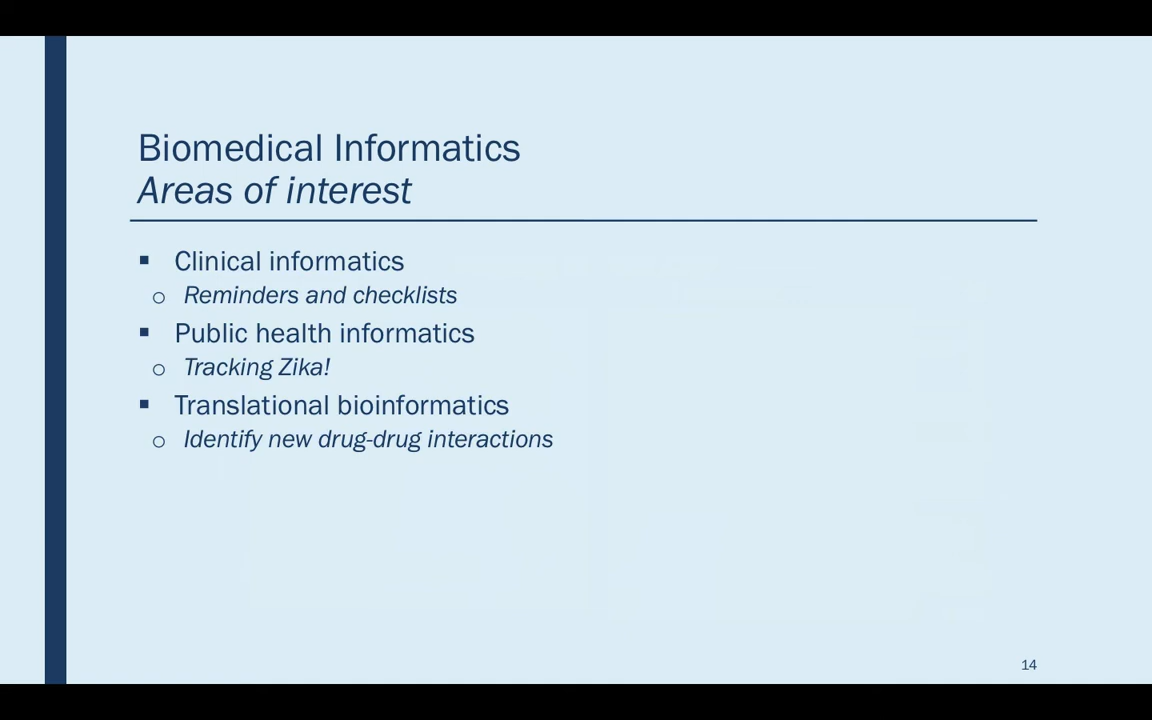 Biomedical Informatics
Areas of interest
▪ Clinical informatics
o Reminders and checklists
▪ Public health informatics
o Tracking Zika!
▪ Translational bioinformatics
o Identify new drug-drug interactions
14